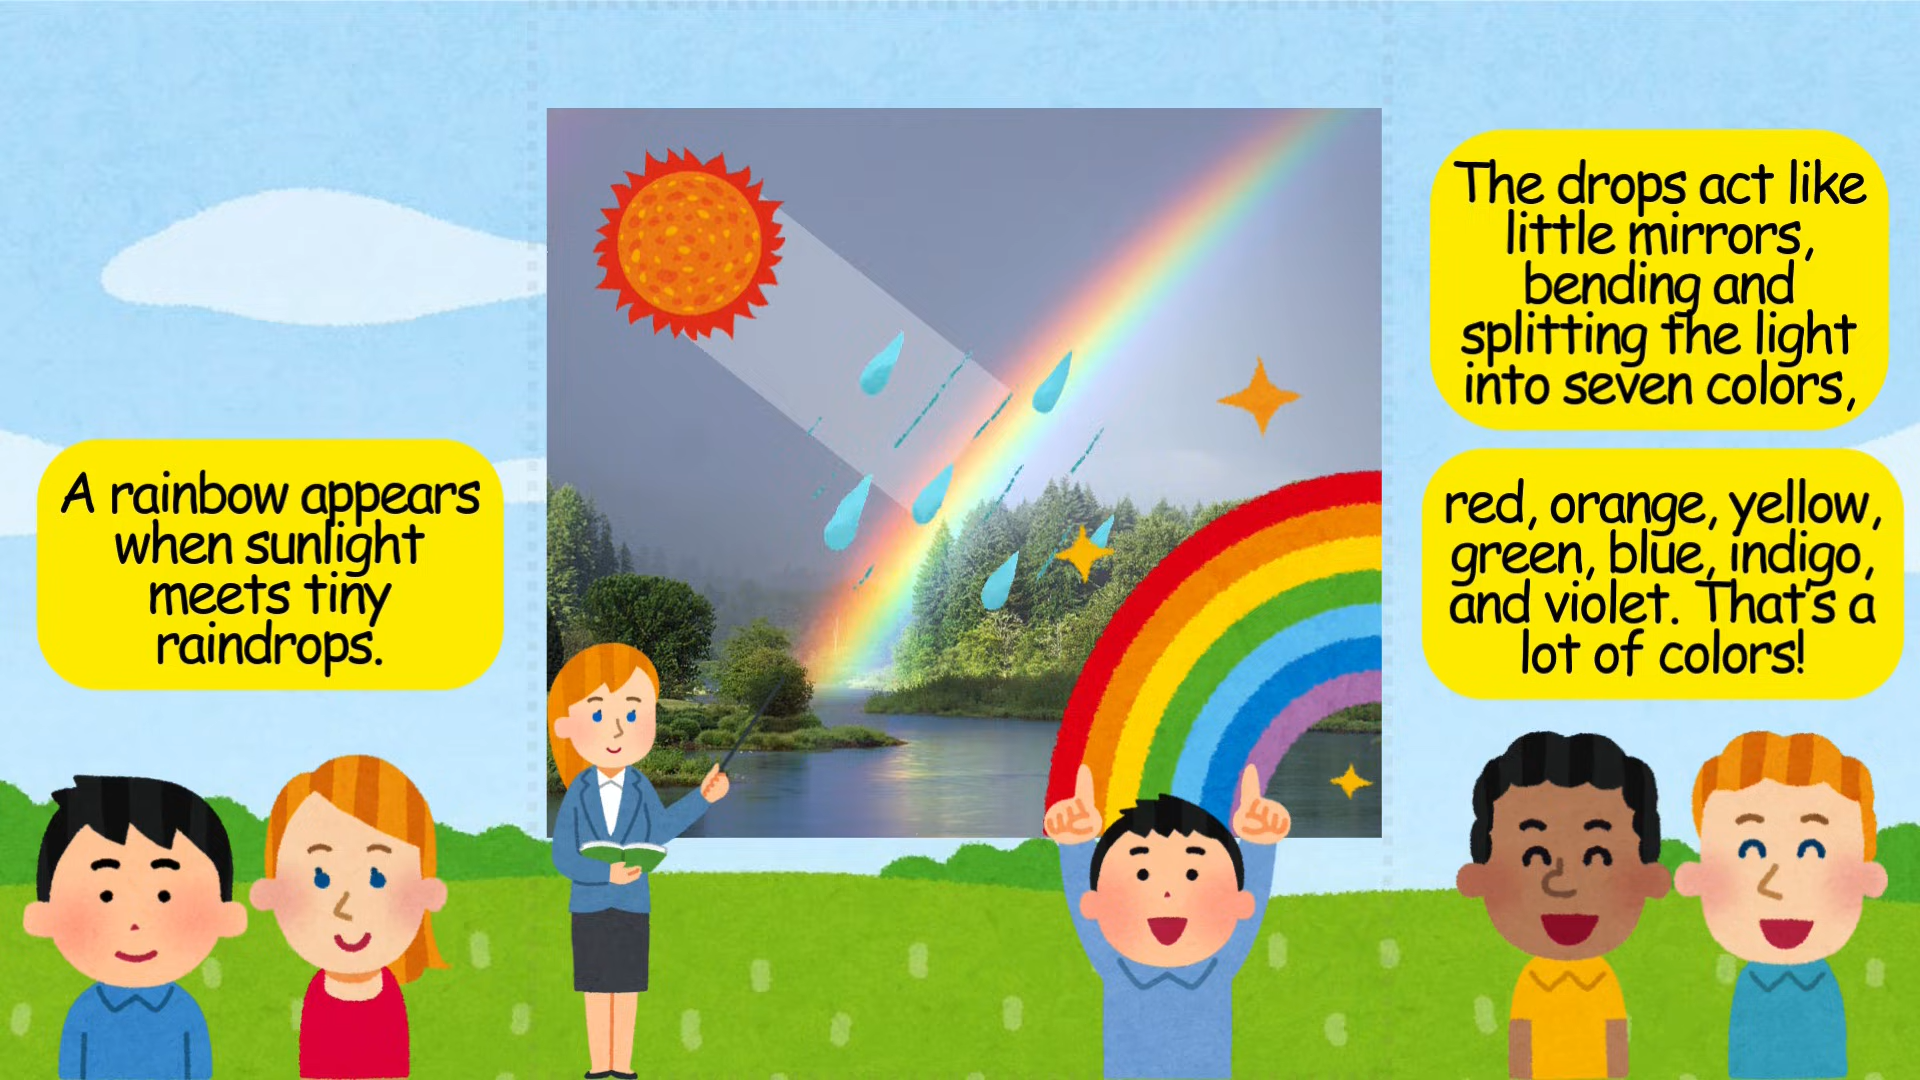 A rainbow appears
when sunlight
meets tiny
raindrops.
The drops act like
little mirrors,
bending and
splitting the light
into seven colors,
red, orange, yellow,
green, blue, indigo,
and violet. That's a
lot of colors!